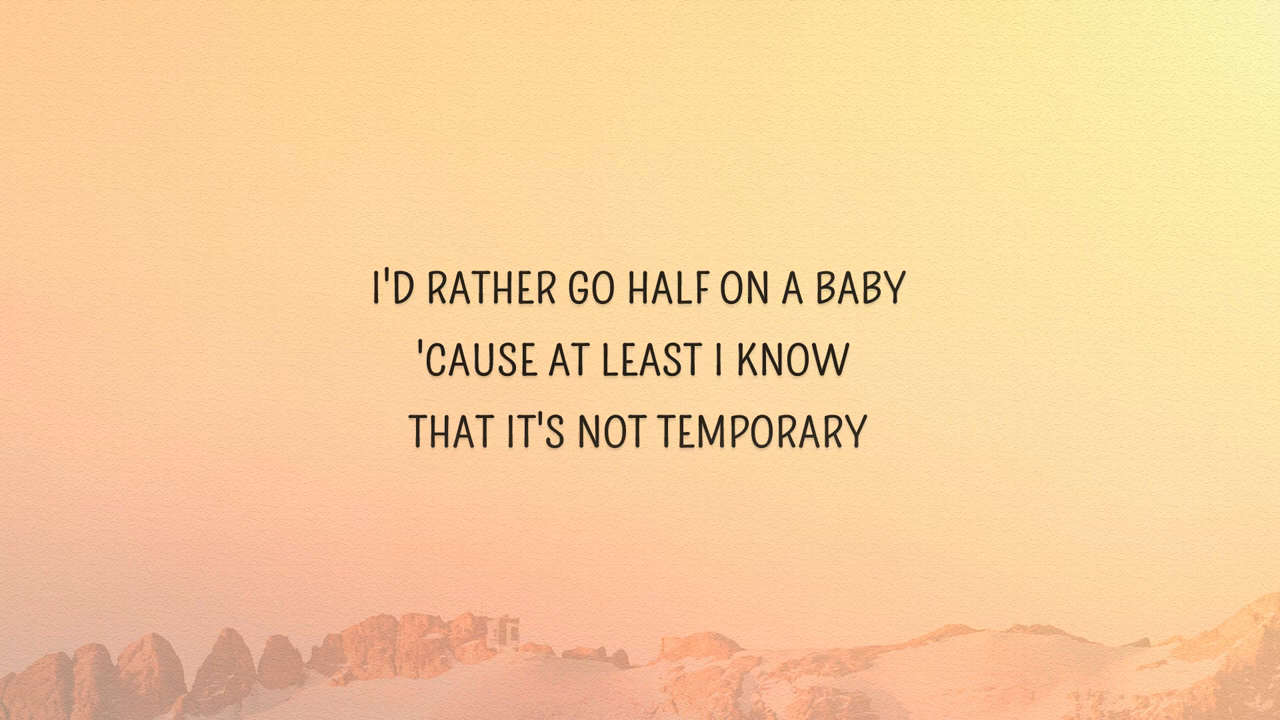 I'D RATHER GO HALF ON A BABY
'CAUSE AT LEAST I KNOW
THAT IT'S NOT TEMPORARY